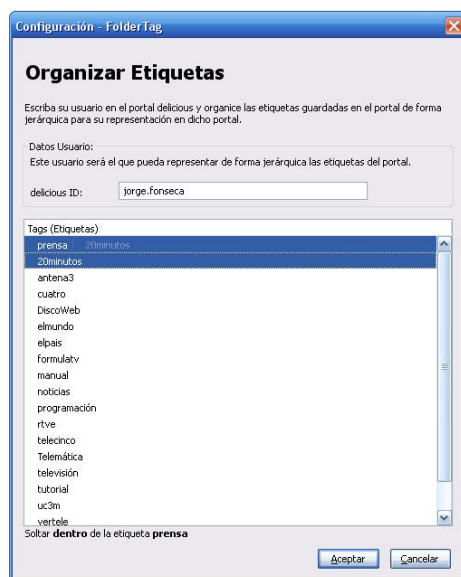 Configuración - FolderTag
Organizar Etiquetas
Escriba su usuario en el portal delicious y organice las etiquetas guardadas en el portal de forma
jerárquica para su representación en dicho portal.
Datos Usuario:
Este usuario será el que pueda representar de forma jerárquica las etiquetas del portal.
delicious ID: jorge.fonseca
Tags (Etiquetas)
prensa 20minutos
20minutos
antena3
cuatro
DiscoWeb
elmundo
elpais
formulatv
manual
noticias
programación
rtve
telecinco
Telemática
televisión
tutorial
uc3m
vertele
Soltar dentro de la etiqueta prensa
Aceptar Cancelar